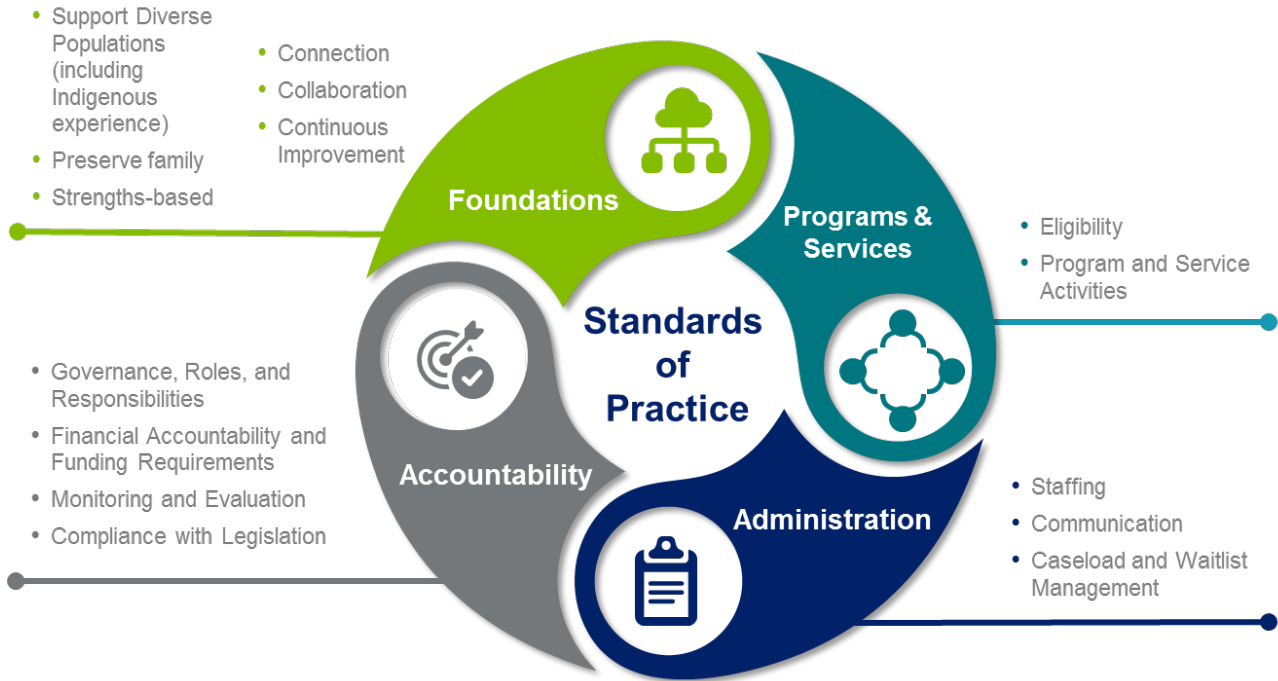 • Support Diverse
Populations
(including
Indigenous
experience)
• Preserve family
• Strengths-based
• Connection
• Collaboration
• Continuous
Improvement
Foundations
Programs &
Services
• Eligibility
• Program and Service
Activities
Standards
of
Practice
• Governance, Roles, and
Responsibilities
• Financial Accountability and
Funding Requirements
• Monitoring and Evaluation
• Compliance with Legislation
Accountability
Administration
• Staffing
• Communication
• Caseload and Waitlist
Management